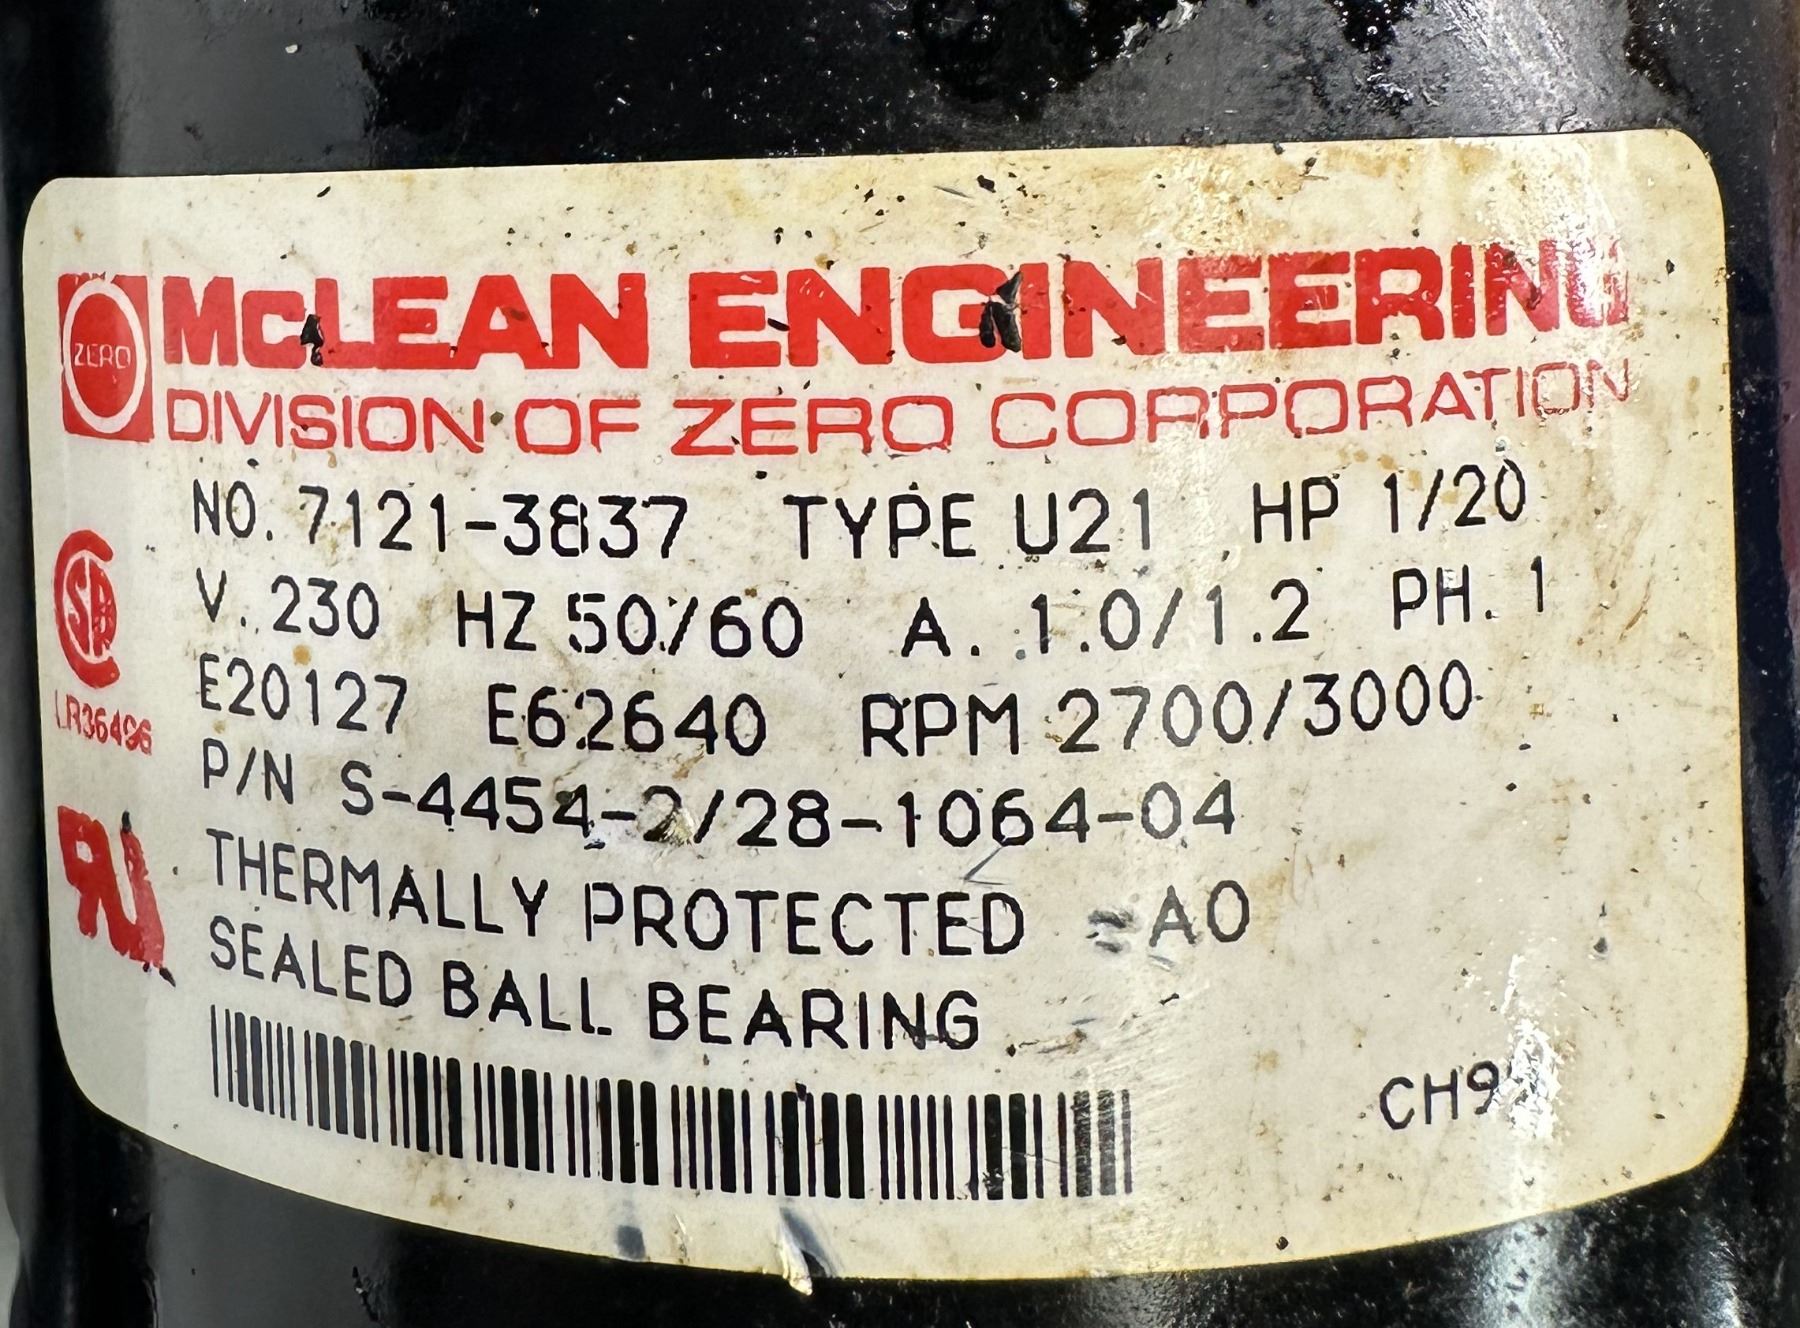 ZERO
McLEAN ENGINEERING
DIVISION OF ZERO CORPORATION
NO. 7121-3837 TYPE U21 HP 1/20
V. 230 HZ 50/60 A. 1.0/1.2 PH. 1
E20127 E62640 RPM 2700/3000
LR36496
P/N S-4454-2/28-1064-04
THERMALLY PROTECTED - AO
SEALED BALL BEARING